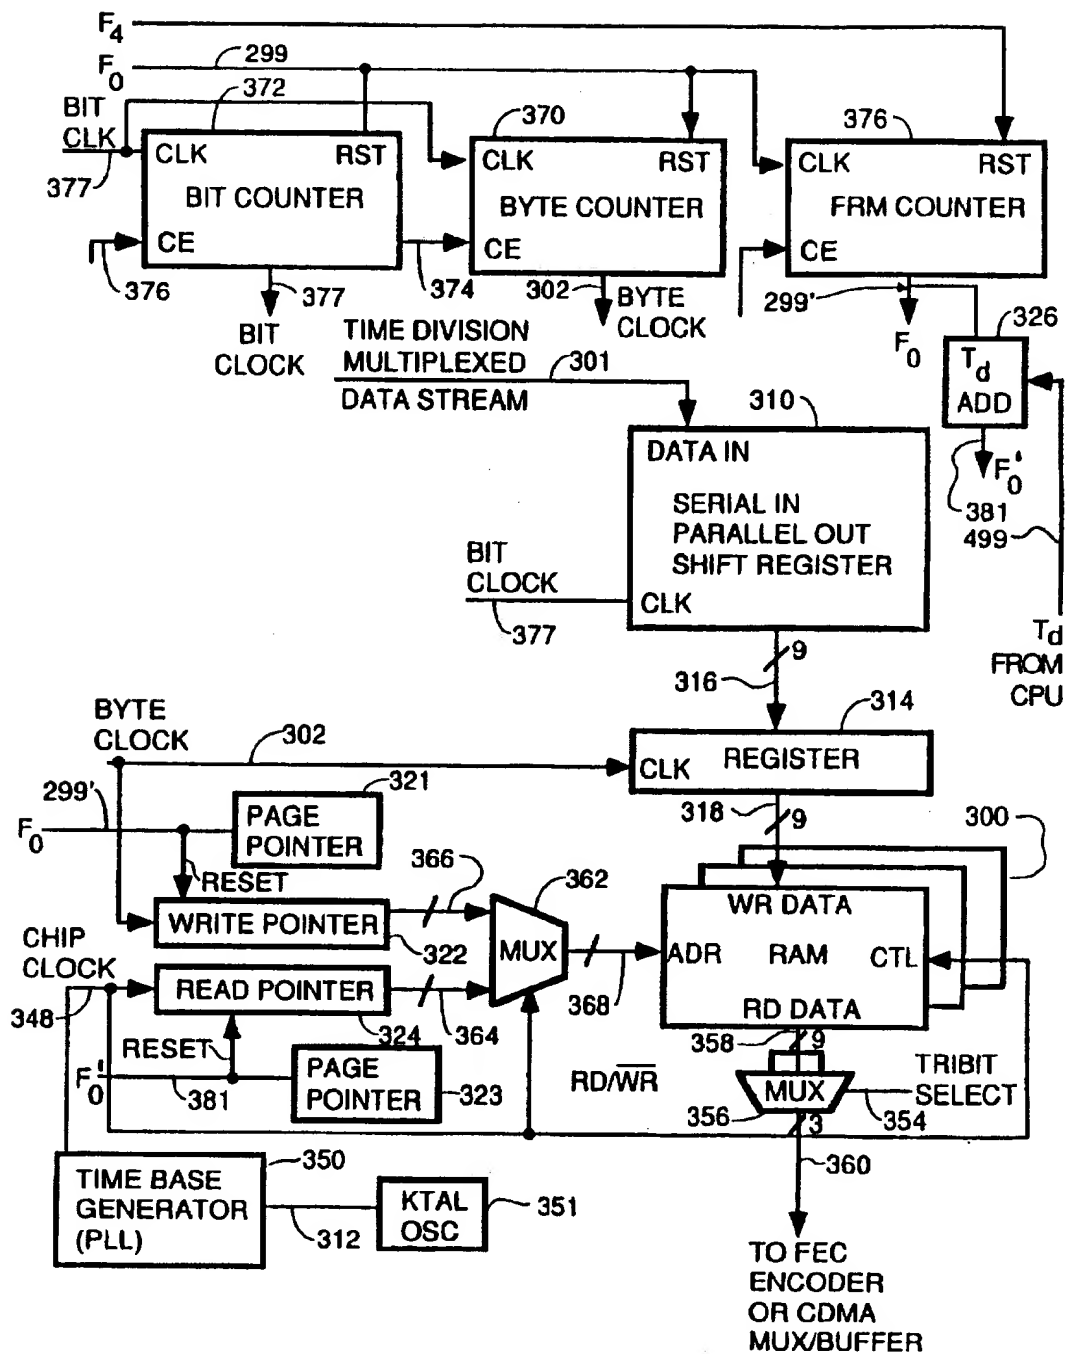 F4
F0
299
372
BIT
CLK
377
CLK
RST
BIT COUNTER
CE
376
377
BIT
CLOCK
370
CLK
RST
BYTE COUNTER
CE
374
302
BYTE
CLOCK
376
CLK
RST
FRM COUNTER
CE
299'
F0
326
Td
ADD
F0'
381
499
Td
FROM
CPU
TIME DIVISION
MULTIPLEXED
DATA STREAM
301
310
DATA IN
SERIAL IN
PARALLEL OUT
SHIFT REGISTER
CLK
BIT
CLOCK
377
9
316
314
REGISTER
CLK
BYTE
CLOCK
302
318
9
299'
F0
321
PAGE
POINTER
RESET
366
362
300
WRITE POINTER
322
MUX
WR DATA
ADR
RAM
CTL
RD DATA
CHIP
CLOCK
348
READ POINTER
324
364
368
RESET
F0'
381
PAGE
POINTER
323
RD/W̅R̅
358
9
MUX
356
TRIBIT
SELECT
354
3
360
350
TIME BASE
GENERATOR
(PLL)
312
KTAL
OSC
351
TO FEC
ENCODER
OR CDMA
MUX/BUFFER